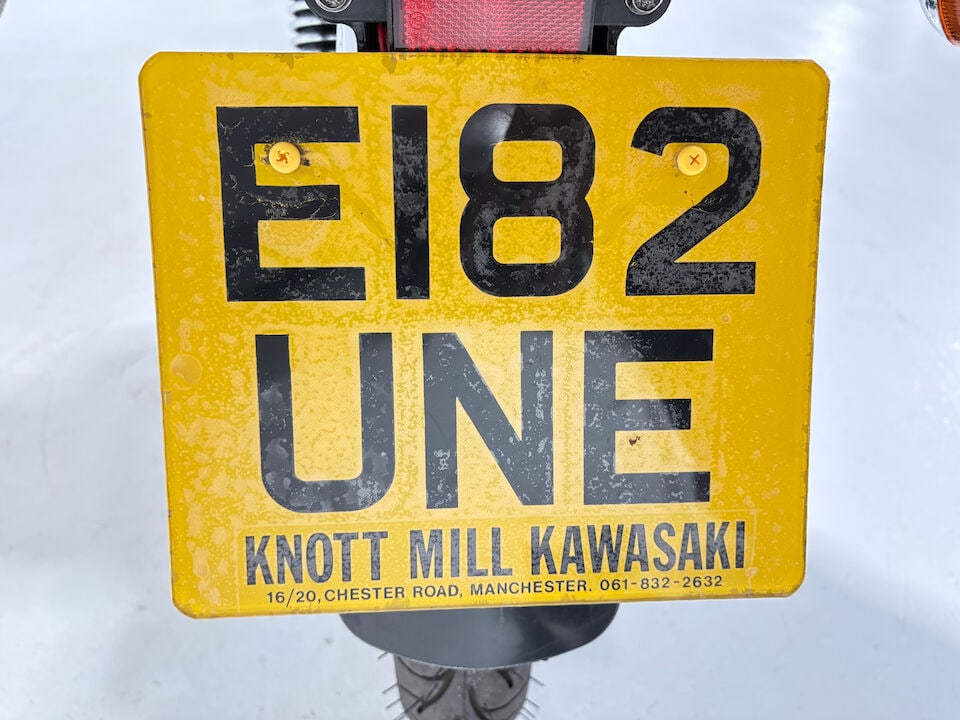 E182
UNE
KNOTT MILL KAWASAKI
16/20, CHESTER ROAD, MANCHESTER. 061-832-2632